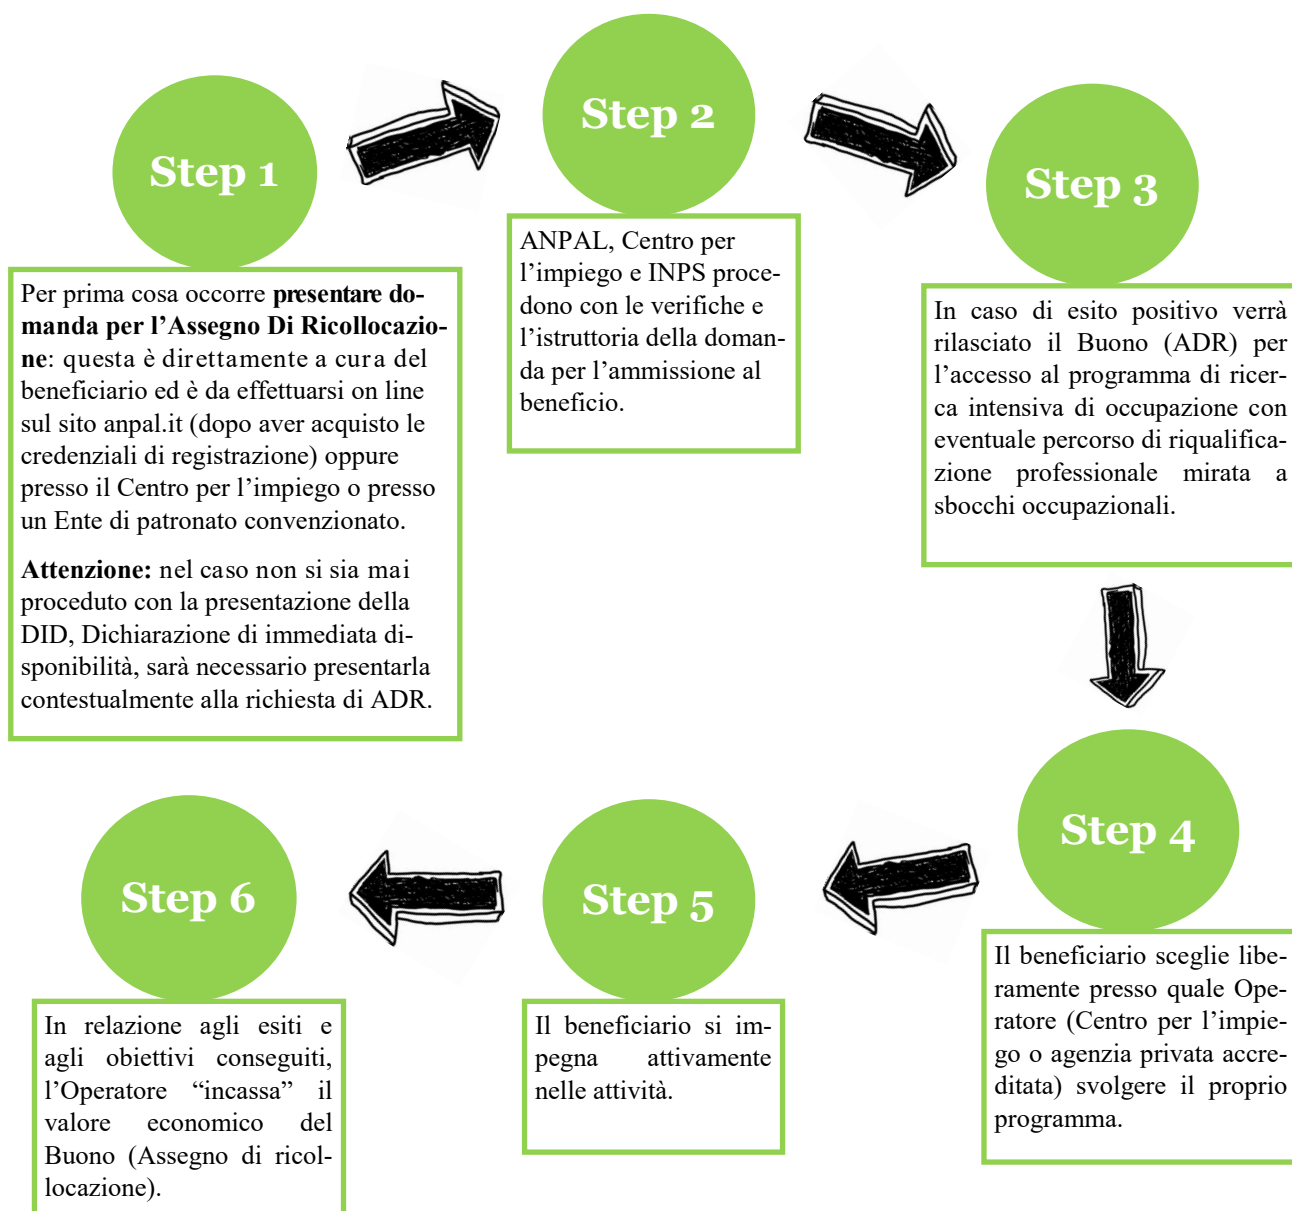 Step 1
Per prima cosa occorre presentare do-
manda per l’Assegno Di Ricollocazio-
ne: questa è direttamente a cura del
beneficiario ed è da effettuarsi on line
sul sito anpal.it (dopo aver acquisto le
credenziali di registrazione) oppure
presso il Centro per l’impiego o presso
un Ente di patronato convenzionato.
Attenzione: nel caso non si sia mai
proceduto con la presentazione della
DID, Dichiarazione di immediata di-
sponibilità, sarà necessario presentarla
contestualmente alla richiesta di ADR.
Step 2
ANPAL, Centro per
l’impiego e INPS proce-
dono con le verifiche e
l’istruttoria della doman-
da per l’ammissione al
beneficio.
Step 3
In caso di esito positivo verrà
rilasciato il Buono (ADR) per
l’accesso al programma di ricer-
ca intensiva di occupazione con
eventuale percorso di riqualifica-
zione professionale mirata a
sbocchi occupazionali.
Step 4
Il beneficiario sceglie libe-
ramente presso quale Ope-
ratore (Centro per l’impie-
go o agenzia privata accre-
ditata) svolgere il proprio
programma.
Step 5
Il beneficiario si im-
pegna attivamente
nelle attività.
Step 6
In relazione agli esiti e
agli obiettivi conseguiti,
l’Operatore “incassa” il
valore economico del
Buono (Assegno di ricol-
locazione).